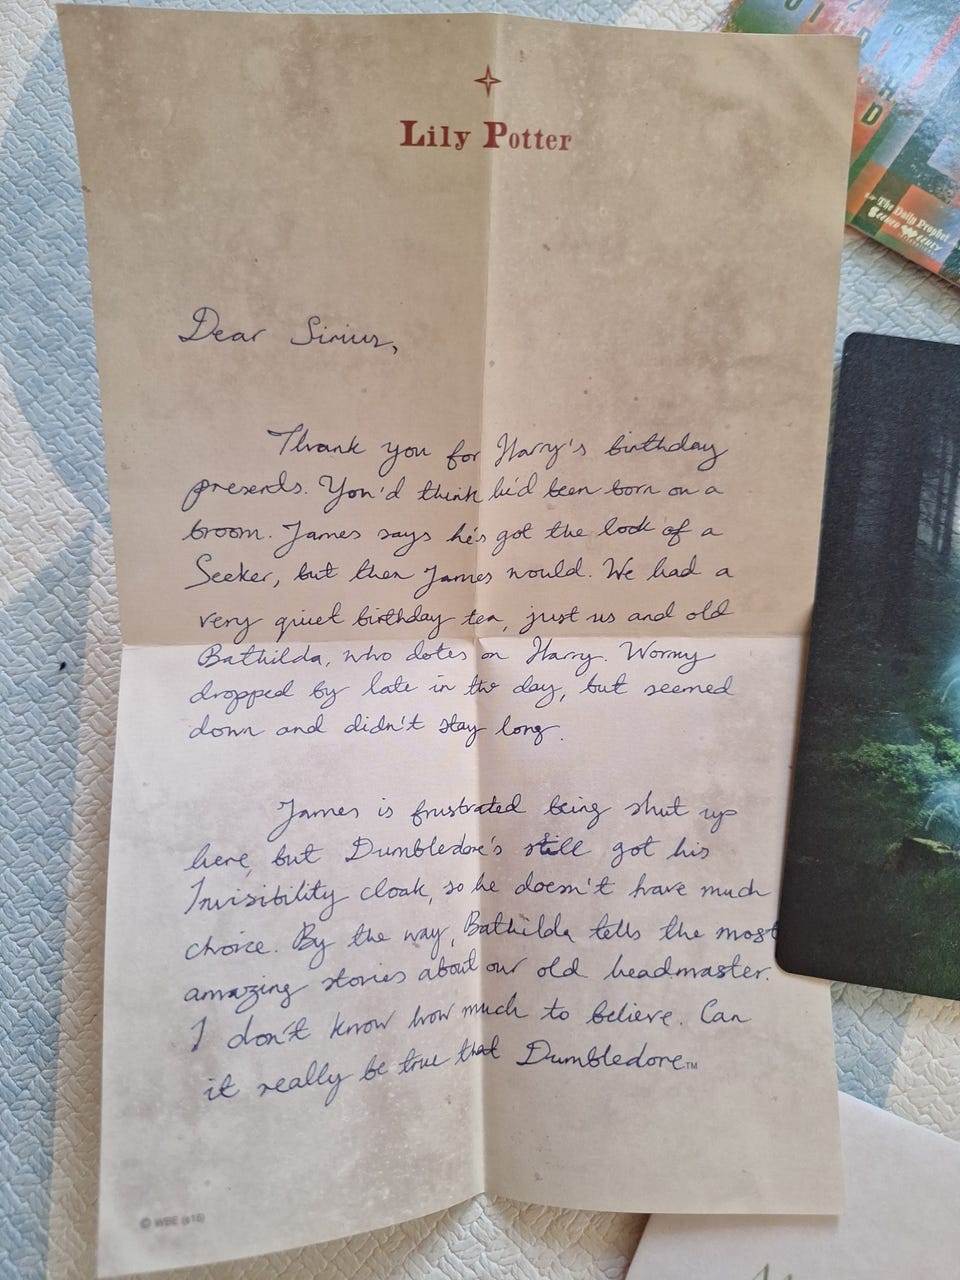 Lily Potter
Dear Sirius,
Thank you for Harry's birthday
presents. You'd think he'd been born on a
broom. James says he's got the look of a
Seeker, but then James would. We had a
very quiet birthday tea, just us and old
Bathilda, who dotes on Harry. Wormy
dropped by late in the day, but seemed
down and didn't stay long.
James is frustrated being shut up
here, but Dumbledore's still got his
Invisibility cloak, so he doesn't have much
choice. By the way, Bathilda tells the most
amazing stories about our old headmaster.
I don't know how much to believe. Can
it really be true that Dumbledore™
© WBE (s16)
The Daily Prophet